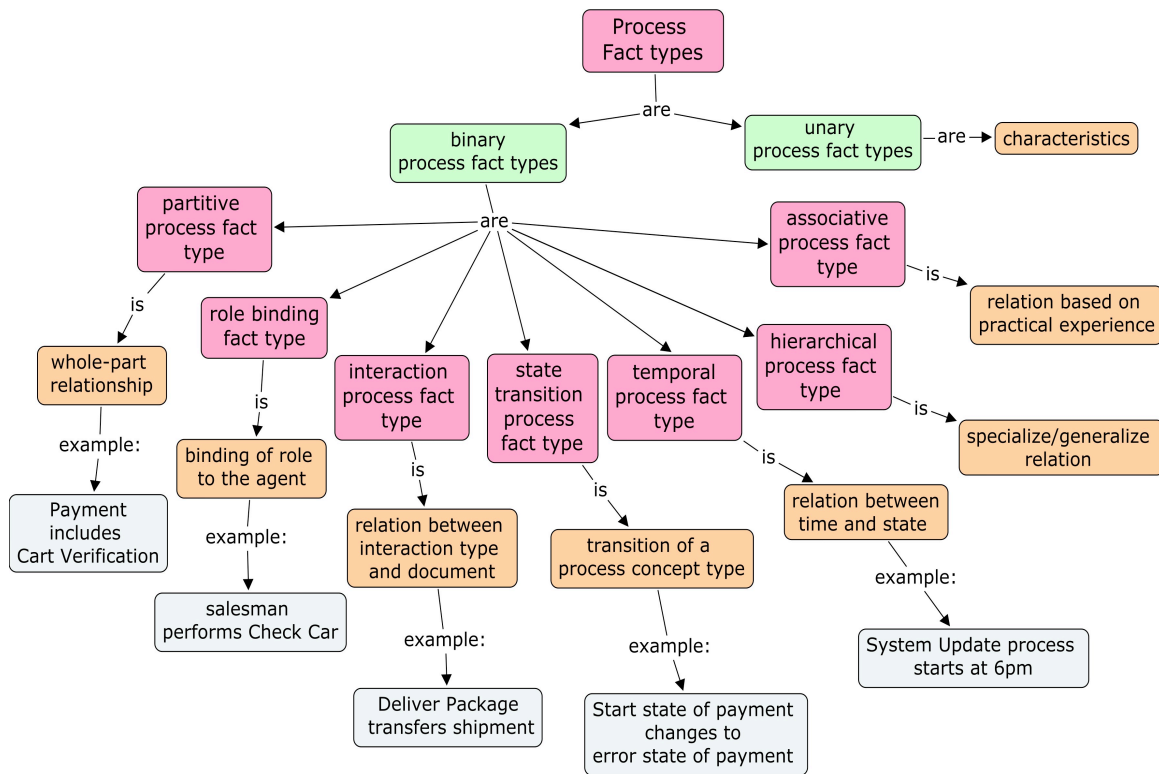 Process
Fact types
are
binary
process fact types
unary
process fact types
are
characteristics
partitive
process fact
type
are
associative
process fact
type
is
relation based on
practical experience
is
role binding
fact type
hierarchical
process fact
type
whole-part
relationship
interaction
process fact
type
state
transition
process
fact type
temporal
process fact
type
is
is
specialize/generalize
relation
example:
binding of role
to the agent
is
is
is
relation between
time and state
Payment
includes
Cart Verification
example:
relation between
interaction type
and document
transition of a
process concept type
example:
salesman
performs Check Car
example:
example:
System Update process
starts at 6pm
Deliver Package
transfers shipment
Start state of payment
changes to
error state of payment